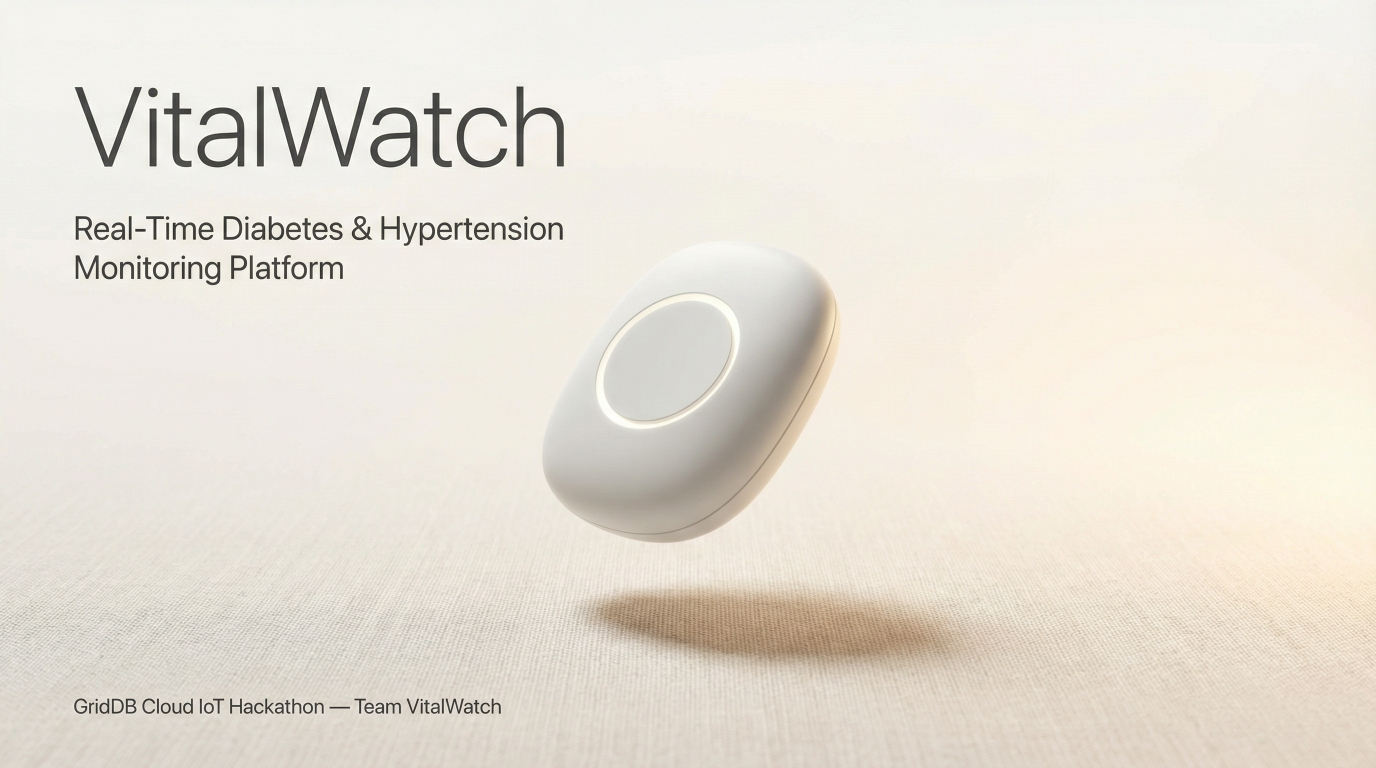 VitalWatch
Real-Time Diabetes & Hypertension
Monitoring Platform
GridDB Cloud IoT Hackathon — Team VitalWatch